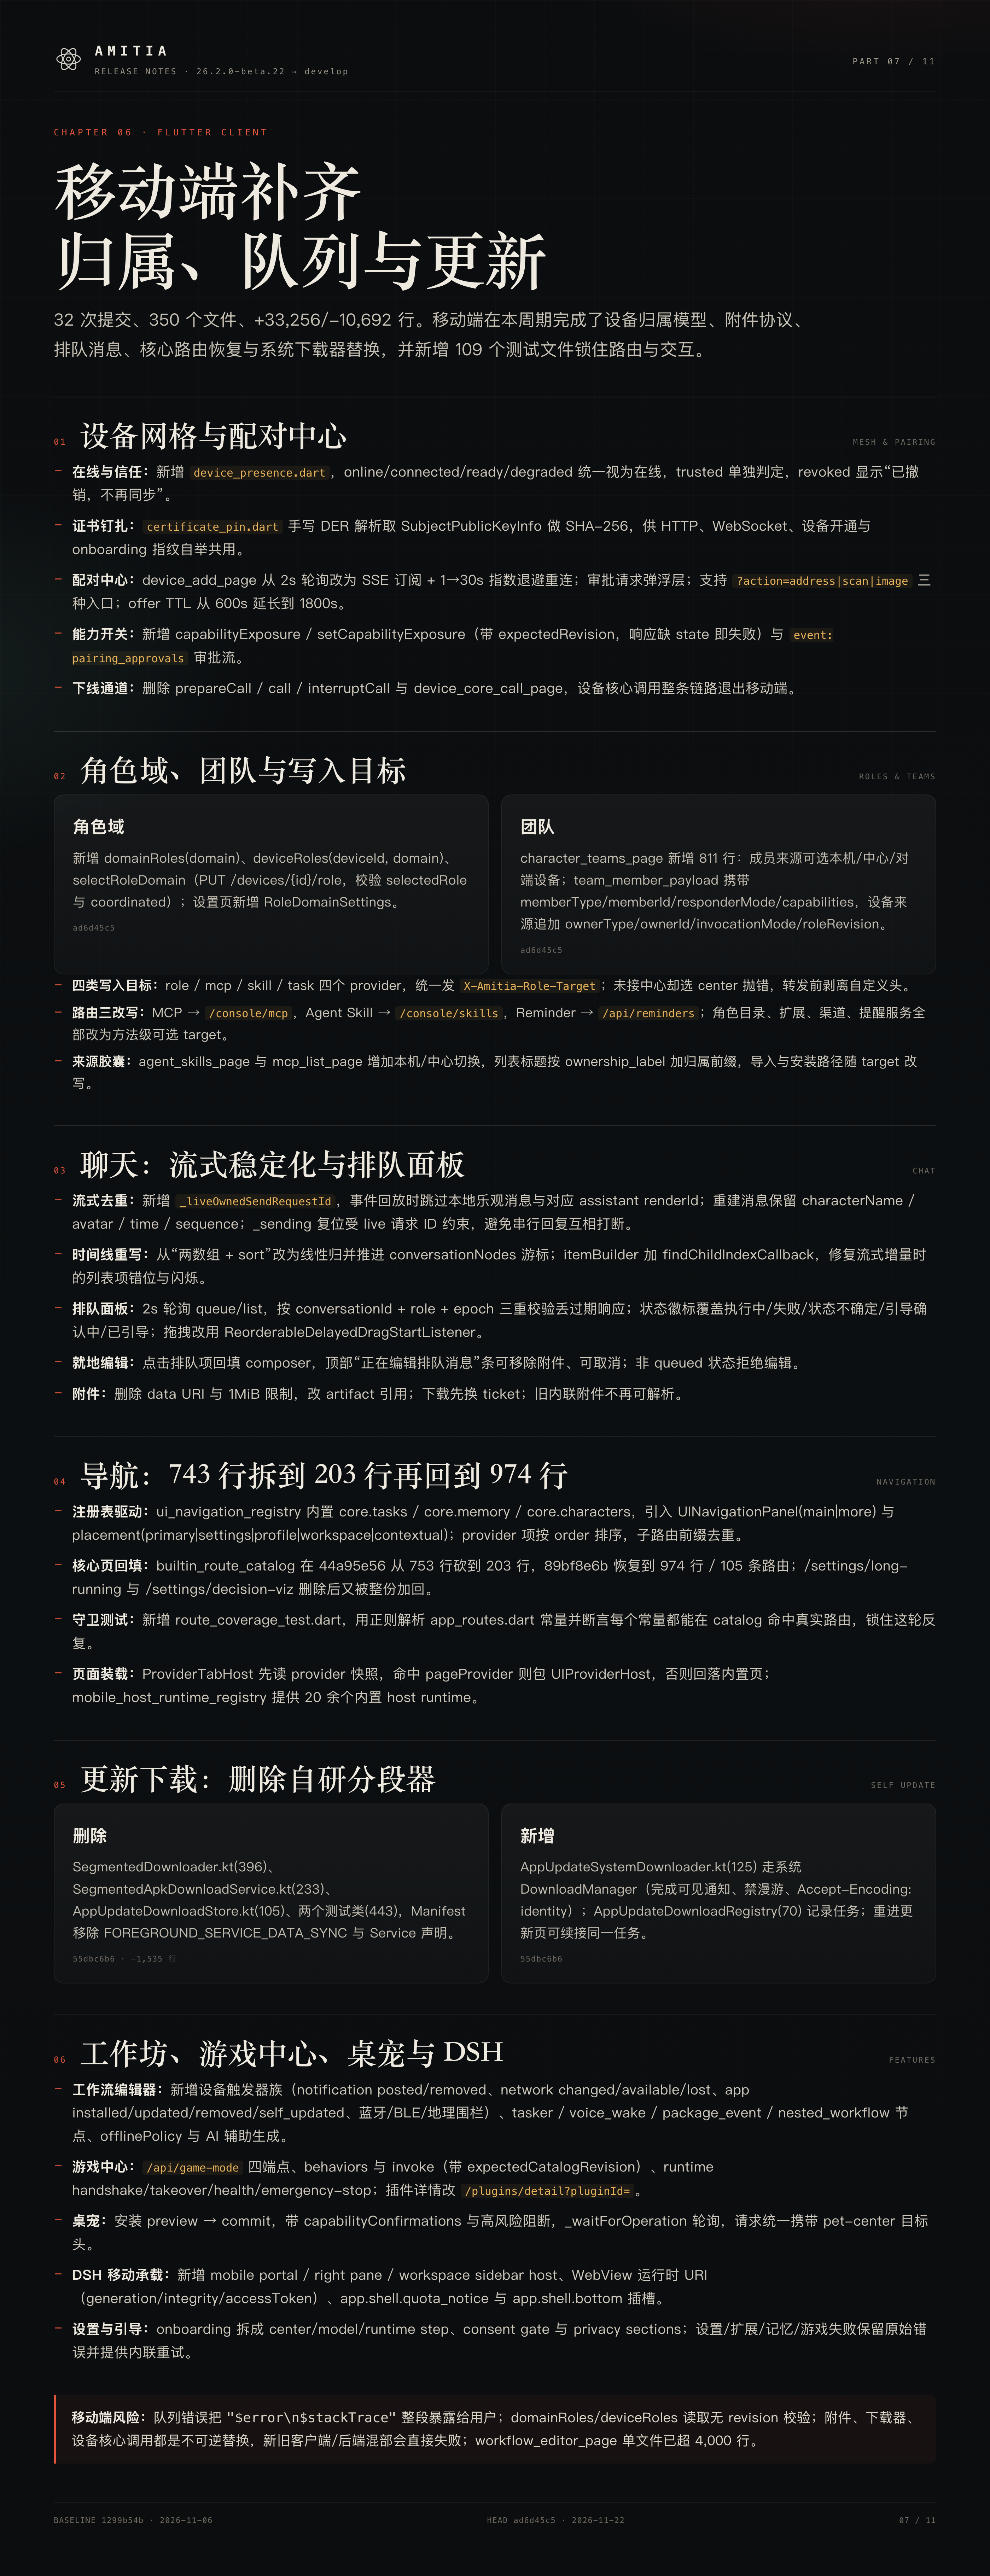 AMITIA
RELEASE NOTES · 26.2.0-beta.22 → develop
PART 07 / 11
CHAPTER 06 · FLUTTER CLIENT
移动端补齐
归属、队列与更新
32 次提交、350 个文件、+33,256/−10,692 行。移动端在本周期完成了设备归属模型、附件协议、
排队消息、核心路由恢复与系统下载器替换，并新增 109 个测试文件锁住路由与交互。
01 设备网格与配对中心
MESH & PAIRING
– 在线与信任：新增 device_presence.dart，online/connected/ready/degraded 统一视为在线，trusted 单独判定，revoked 显示“已撤
销，不再同步”。
– 证书钉扎：certificate_pin.dart 手写 DER 解析取 SubjectPublicKeyInfo 做 SHA-256，供 HTTP、WebSocket、设备开通与
onboarding 指纹自举共用。
– 配对中心：device_add_page 从 2s 轮询改为 SSE 订阅 + 1→30s 指数退避重连；审批请求弹浮层；支持 ?action=address|scan|image 三
种入口；offer TTL 从 600s 延长到 1800s。
– 能力开关：新增 capabilityExposure / setCapabilityExposure（带 expectedRevision，响应缺 state 即失败）与 event:
pairing_approvals 审批流。
– 下线通道：删除 prepareCall / call / interruptCall 与 device_core_call_page，设备核心调用整条链路退出移动端。
02 角色域、团队与写入目标
ROLES & TEAMS
角色域
新增 domainRoles(domain)、deviceRoles(deviceId, domain)、
selectRoleDomain（PUT /devices/{id}/role，校验 selectedRole
与 coordinated）；设置页新增 RoleDomainSettings。
ad6d45c5
团队
character_teams_page 新增 811 行：成员来源可选本机/中心/对
端设备；team_member_payload 携带
memberType/memberId/responderMode/capabilities，设备来
源追加 ownerType/ownerId/invocationMode/roleRevision。
ad6d45c5
– 四类写入目标：role / mcp / skill / task 四个 provider，统一发 X-Amitia-Role-Target；未接中心却选 center 抛错，转发前剥离自定义头。
– 路由三改写：MCP → /console/mcp，Agent Skill → /console/skills，Reminder → /api/reminders；角色目录、扩展、渠道、提醒服务全
部改为方法级可选 target。
– 来源胶囊：agent_skills_page 与 mcp_list_page 增加本机/中心切换，列表标题按 ownership_label 加归属前缀，导入与安装路径随 target 改
写。
03 聊天：流式稳定化与排队面板
CHAT
– 流式去重：新增 _liveOwnedSendRequestId，事件回放时跳过本地乐观消息与对应 assistant renderId；重建消息保留 characterName /
avatar / time / sequence；_sending 复位受 live 请求 ID 约束，避免串行回复互相打断。
– 时间线重写：从“两数组 + sort”改为线性归并推进 conversationNodes 游标；itemBuilder 加 findChildIndexCallback，修复流式增量时
的列表项错位与闪烁。
– 排队面板：2s 轮询 queue/list，按 conversationId + role + epoch 三重校验丢过期响应；状态徽标覆盖执行中/失败/状态不确定/引导确
认中/已引导；拖拽改用 ReorderableDelayedDragStartListener。
– 就地编辑：点击排队项回填 composer，顶部“正在编辑排队消息”条可移除附件、可取消；非 queued 状态拒绝编辑。
– 附件：删除 data URI 与 1MiB 限制，改 artifact 引用；下载先换 ticket；旧内联附件不再可解析。
04 导航：743 行拆到 203 行再回到 974 行
NAVIGATION
– 注册表驱动：ui_navigation_registry 内置 core.tasks / core.memory / core.characters，引入 UINavigationPanel(main|more) 与
placement(primary|settings|profile|workspace|contextual)；provider 项按 order 排序，子路由前缀去重。
– 核心页回填：builtin_route_catalog 在 44a95e56 从 753 行砍到 203 行，89bf8e6b 恢复到 974 行 / 105 条路由；/settings/long-
running 与 /settings/decision-viz 删除后又被整份加回。
– 守卫测试：新增 route_coverage_test.dart，用正则解析 app_routes.dart 常量并断言每个常量都能在 catalog 命中真实路由，锁住这轮反
复。
– 页面装载：ProviderTabHost 先读 provider 快照，命中 pageProvider 则包 UIProviderHost，否则回落内置页；
mobile_host_runtime_registry 提供 20 余个内置 host runtime。
05 更新下载：删除自研分段器
SELF UPDATE
删除
SegmentedDownloader.kt(396)、
SegmentedApkDownloadService.kt(233)、
AppUpdateDownloadStore.kt(105)、两个测试类(443)，Manifest
移除 FOREGROUND_SERVICE_DATA_SYNC 与 Service 声明。
55dbc6b6 · −1,535 行
新增
AppUpdateSystemDownloader.kt(125) 走系统
DownloadManager（完成可见通知、禁漫游、Accept-Encoding:
identity）；AppUpdateDownloadRegistry(70) 记录任务；重进更
新页可续接同一任务。
55dbc6b6
06 工作坊、游戏中心、桌宠与 DSH
FEATURES
– 工作流编辑器：新增设备触发器族（notification posted/removed、network changed/available/lost、app
installed/updated/removed/self_updated、蓝牙/BLE/地理围栏）、tasker / voice_wake / package_event / nested_workflow 节
点、offlinePolicy 与 AI 辅助生成。
– 游戏中心：/api/game-mode 四端点、behaviors 与 invoke（带 expectedCatalogRevision）、runtime
handshake/takeover/health/emergency-stop；插件详情改 /plugins/detail?pluginId=。
– 桌宠：安装 preview → commit，带 capabilityConfirmations 与高风险阻断，_waitForOperation 轮询，请求统一携带 pet-center 目标
头。
– DSH 移动承载：新增 mobile portal / right pane / workspace sidebar host、WebView 运行时 URI
（generation/integrity/accessToken）、app.shell.quota_notice 与 app.shell.bottom 插槽。
– 设置与引导：onboarding 拆成 center/model/runtime step、consent gate 与 privacy sections；设置/扩展/记忆/游戏失败保留原始错
误并提供内联重试。
移动端风险：队列错误把 "$error\n$stackTrace" 整段暴露给用户；domainRoles/deviceRoles 读取无 revision 校验；附件、下载器、
设备核心调用都是不可逆替换，新旧客户端/后端混部会直接失败；workflow_editor_page 单文件已超 4,000 行。
BASELINE 1299b54b · 2026-11-06
HEAD ad6d45c5 · 2026-11-22
07 / 11